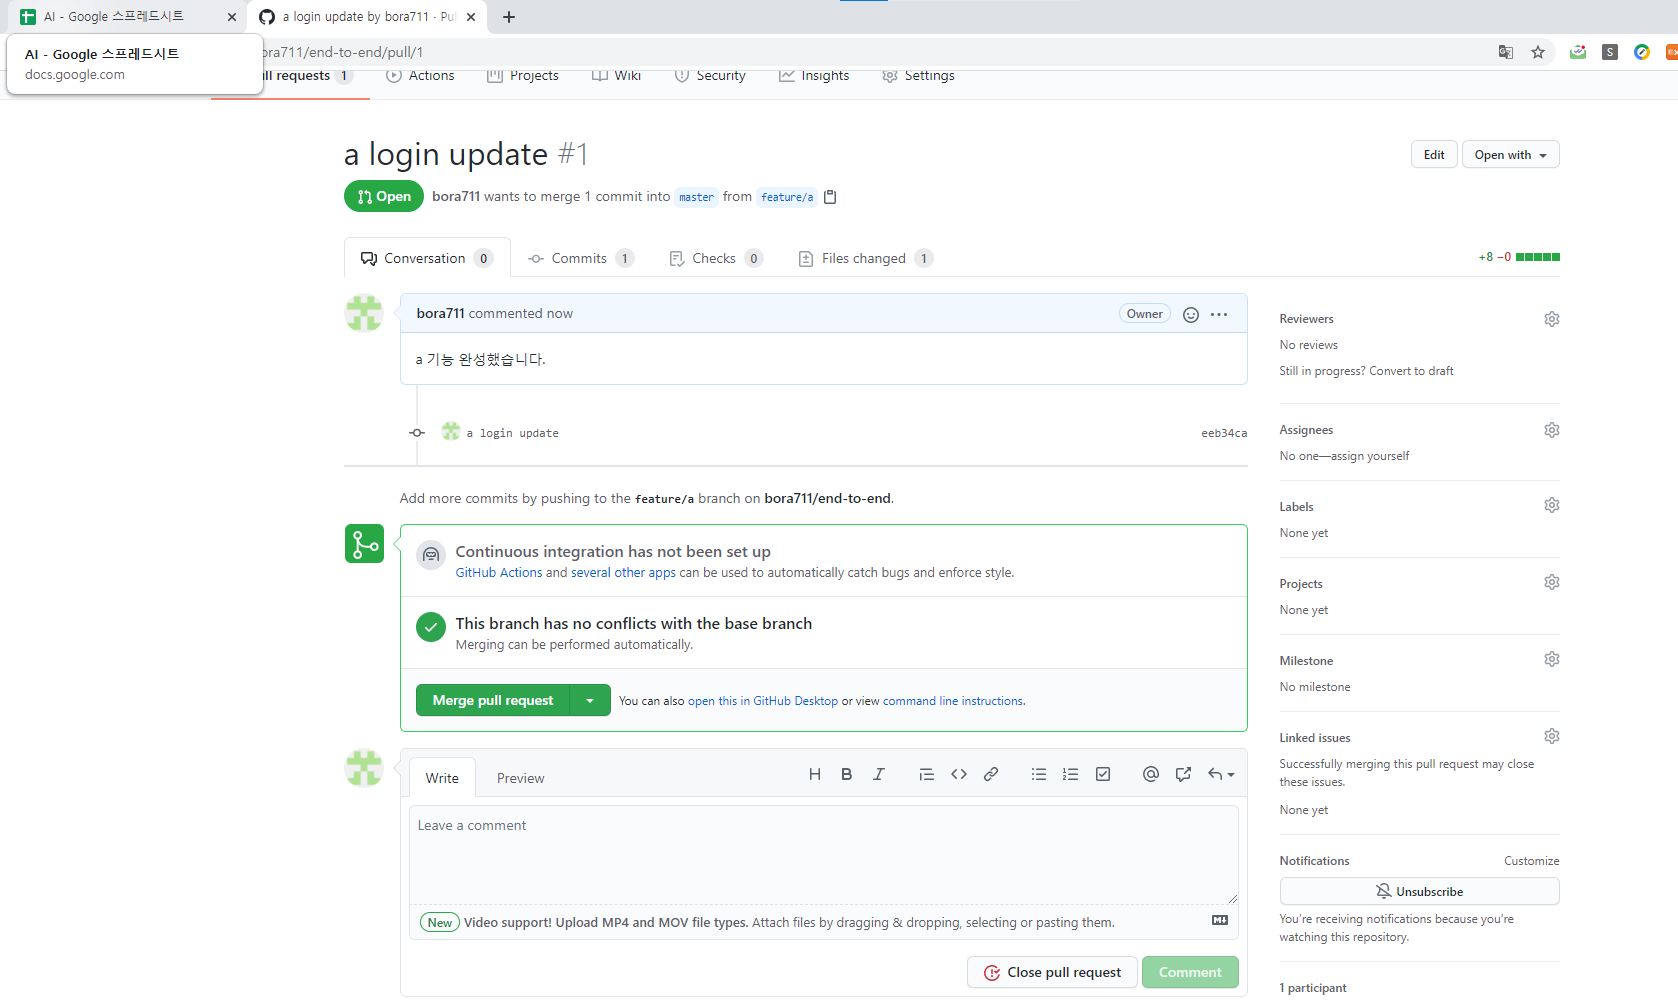 AI - Google 스프레드시트
a login update by bora711 · Pul
AI - Google 스프레드시트
docs.google.com
ora711/end-to-end/pull/1
ull requests 1
Actions
Projects
Wiki
Security
Insights
Settings
a login update #1
Edit
Open with
Open
bora711 wants to merge 1 commit into master from feature/a
Conversation 0
Commits 1
Checks 0
Files changed 1
+8 −0
bora711 commented now
Owner
a 기능 완성했습니다.
a login update
eeb34ca
Add more commits by pushing to the feature/a branch on bora711/end-to-end.
Continuous integration has not been set up
GitHub Actions and several other apps can be used to automatically catch bugs and enforce style.
This branch has no conflicts with the base branch
Merging can be performed automatically.
Merge pull request
You can also open this in GitHub Desktop or view command line instructions.
Write
Preview
Leave a comment
New Video support! Upload MP4 and MOV file types. Attach files by dragging & dropping, selecting or pasting them.
Close pull request
Comment
Reviewers
No reviews
Still in progress? Convert to draft
Assignees
No one—assign yourself
Labels
None yet
Projects
None yet
Milestone
No milestone
Linked issues
Successfully merging this pull request may close
these issues.
None yet
Notifications
Customize
Unsubscribe
You're receiving notifications because you're
watching this repository.
1 participant